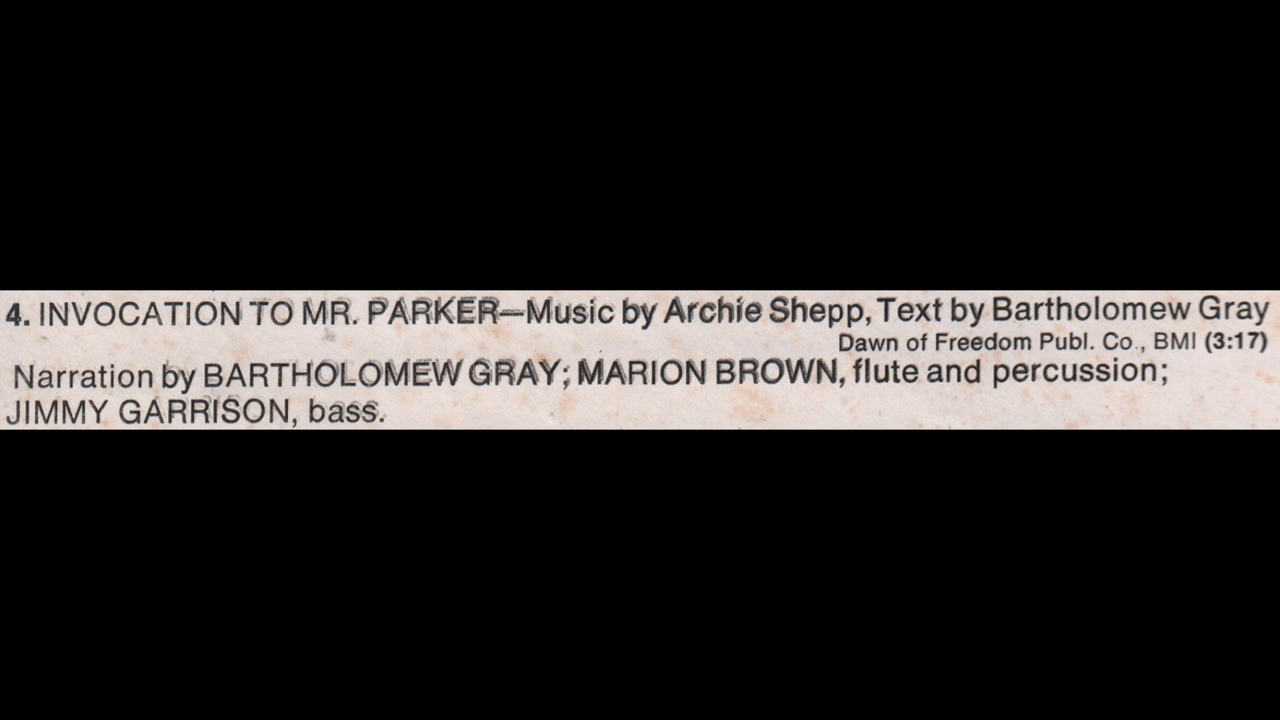 4. INVOCATION TO MR. PARKER—Music by Archie Shepp, Text by Bartholomew Gray
Dawn of Freedom Publ. Co., BMI (3:17)
Narration by BARTHOLOMEW GRAY; MARION BROWN, flute and percussion;
JIMMY GARRISON, bass.